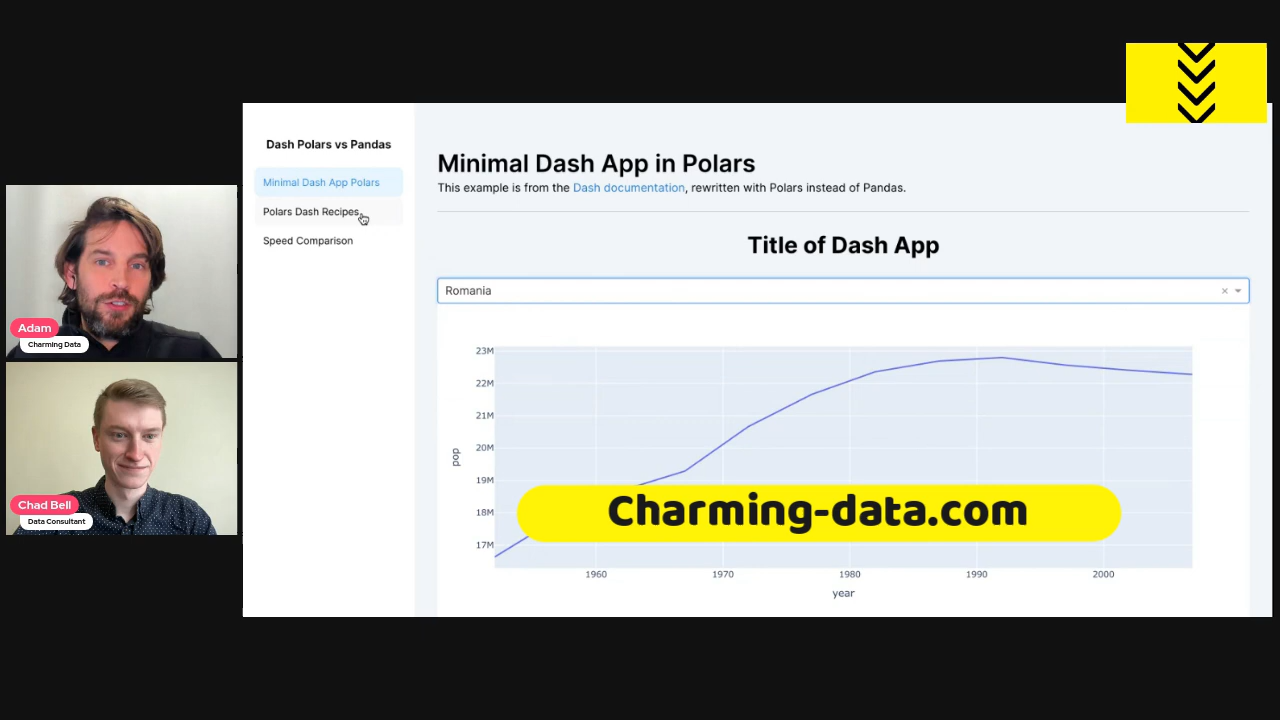 Dash Polars vs Pandas
Minimal Dash App Polars
Polars Dash Recipes
Speed Comparison
Minimal Dash App in Polars
This example is from the Dash documentation, rewritten with Polars instead of Pandas.
Title of Dash App
Romania
23M
22M
21M
20M
19M
18M
17M
pop
1960 1970 1980 1990 2000
year
Charming-data.com
Adam
Charming Data
Chad Bell
Data Consultant